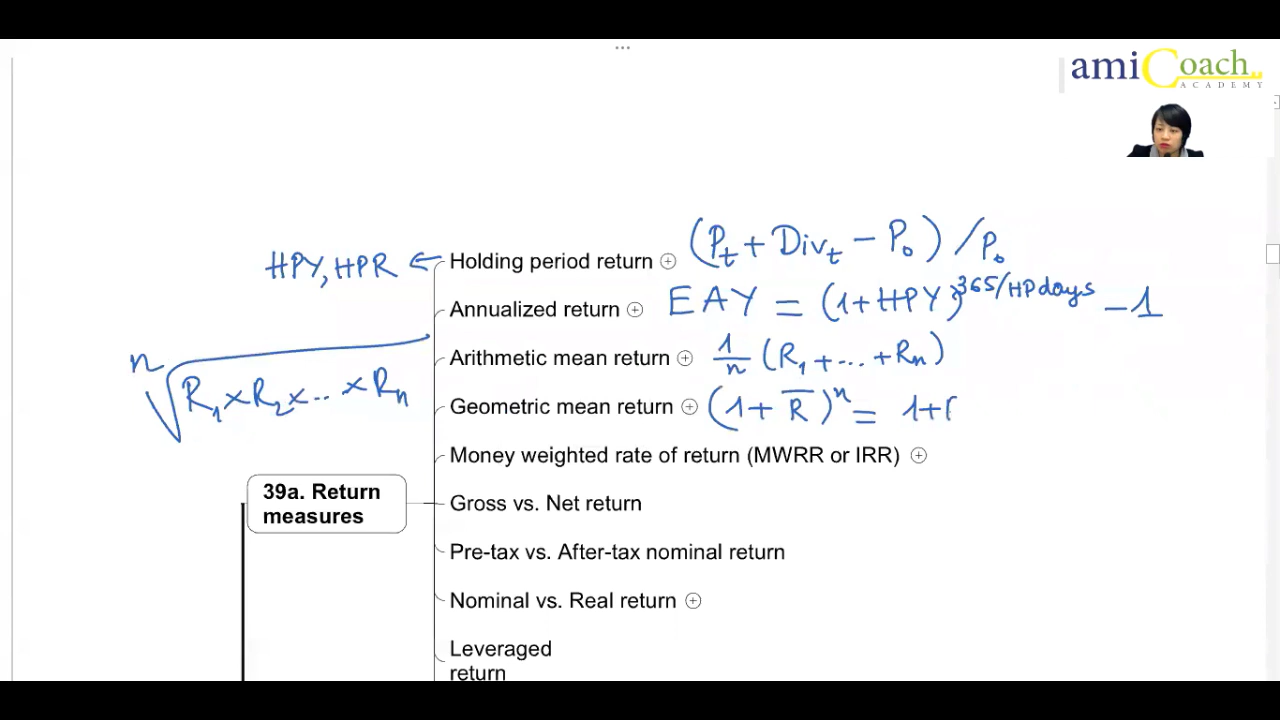 amiCoach
ACADEMY
HPY, HPR ← Holding period return (Pt + Divt − P0) / P0
Annualized return EAY = (1+HPY)^365/HP days − 1
Arithmetic mean return 1/n (R1 + ... + Rn)
n√R1 × R2 × ... × Rn
Geometric mean return (1 + R̅)^n = 1+
Money weighted rate of return (MWRR or IRR)
39a. Return
measures
Gross vs. Net return
Pre-tax vs. After-tax nominal return
Nominal vs. Real return
Leveraged
return